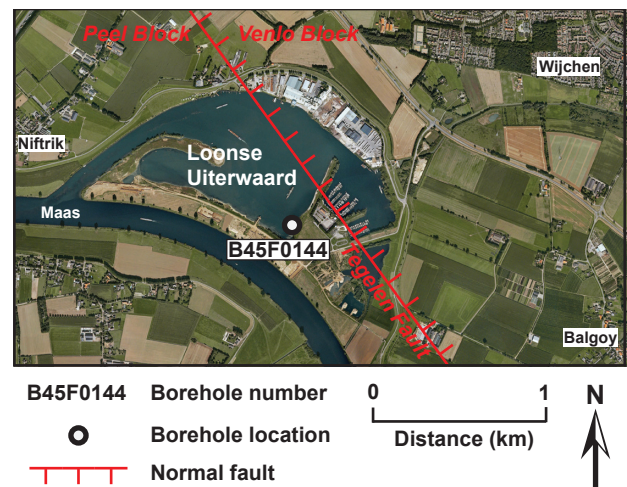 Peel Block
Venlo Block
Wijchen
Niftrik
Loonse
Uiterwaard
Maas
B45F0144
Tegelen Fault
Balgoy
B45F0144 Borehole number
Borehole location
Normal fault
0 1
Distance (km)
N